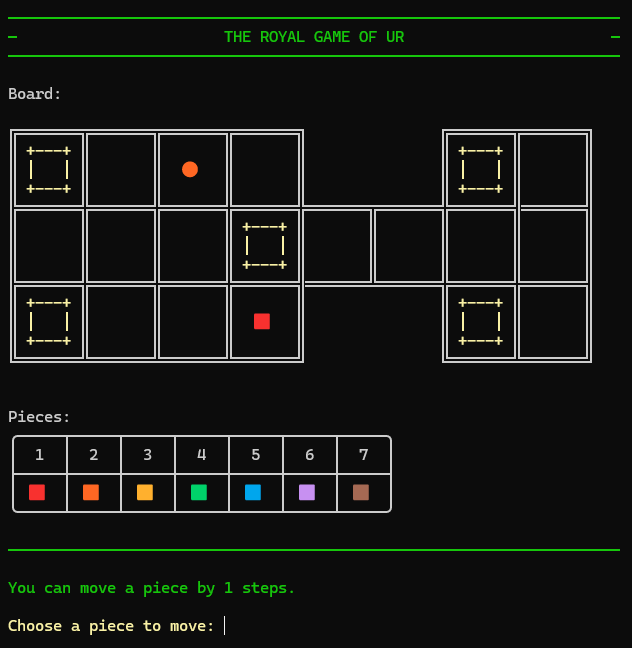 THE ROYAL GAME OF UR
Board:
+---+ +---+
| | | |
+---+ +---+
+---+
| |
+---+
+---+ +---+
| | | |
+---+ +---+
Pieces:
1 2 3 4 5 6 7
You can move a piece by 1 steps.
Choose a piece to move: